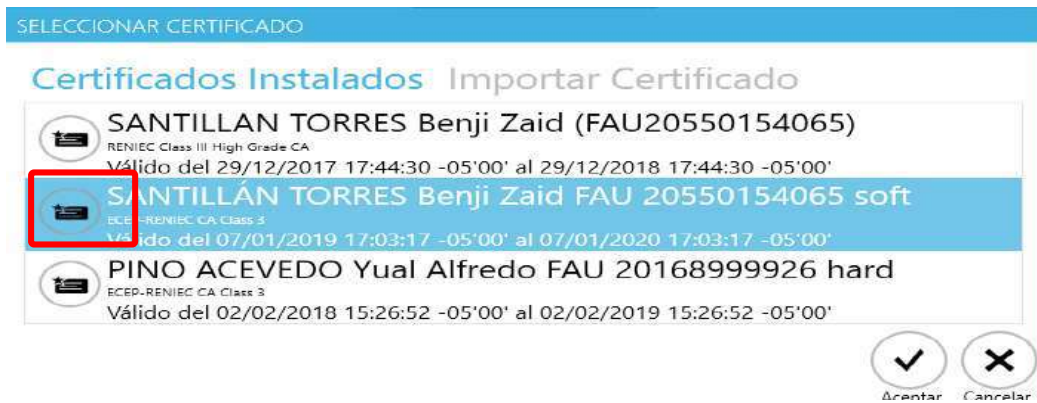 SELECCIONAR CERTIFICADO
Certificados Instalados Importar Certificado
SANTILLAN TORRES Benji Zaid (FAU20550154065)
RENIEC Class III High Grade CA
Válido del 29/12/2017 17:44:30 -05'00' al 29/12/2018 17:44:30 -05'00'
SANTILLÁN TORRES Benji Zaid FAU 20550154065 soft
ECEP-RENIEC CA Class 3
Válido del 07/01/2019 17:03:17 -05'00' al 07/01/2020 17:03:17 -05'00'
PINO ACEVEDO Yual Alfredo FAU 20168999926 hard
ECEP-RENIEC CA Class 3
Válido del 02/02/2018 15:26:52 -05'00' al 02/02/2019 15:26:52 -05'00'
Aceptar Cancelar